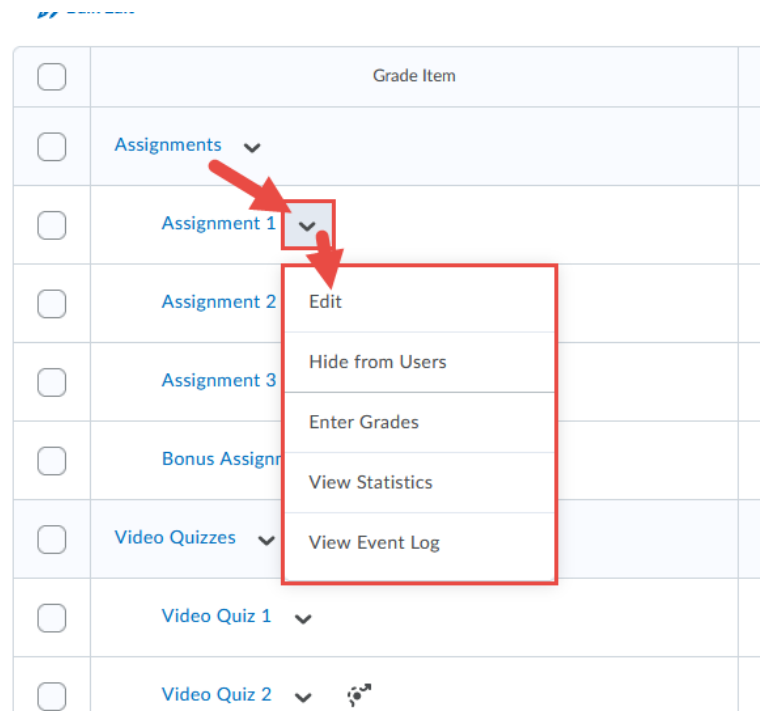 Grade Item
Assignments
Assignment 1
Assignment 2
Edit
Hide from Users
Assignment 3
Enter Grades
Bonus
View Statistics
Video Quizzes
View Event Log
Video Quiz 1
Video Quiz 2